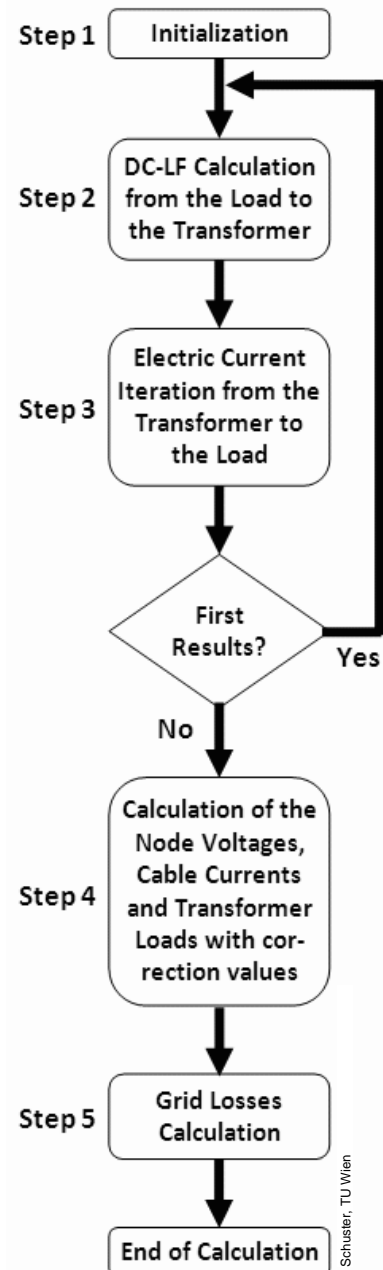 Step 1
Initialization
Step 2
DC-LF Calculation
from the Load to
the Transformer
Step 3
Electric Current
Iteration from the
Transformer to
the Load
First
Results?
Yes
No
Step 4
Calculation of the
Node Voltages,
Cable Currents
and Transformer
Loads with cor-
rection values
Step 5
Grid Losses
Calculation
End of Calculation
Schuster, TU Wien